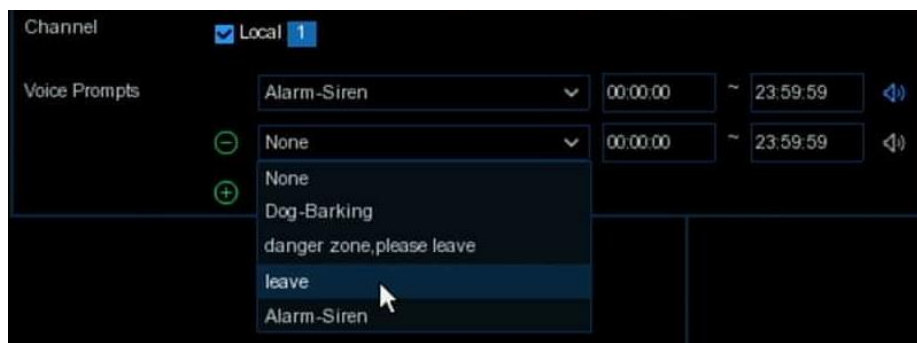 Channel Local 1
Voice Prompts Alarm-Siren 00:00:00 ~ 23:59:59
None 00:00:00 ~ 23:59:59
None
Dog-Barking
danger zone,please leave
leave
Alarm-Siren